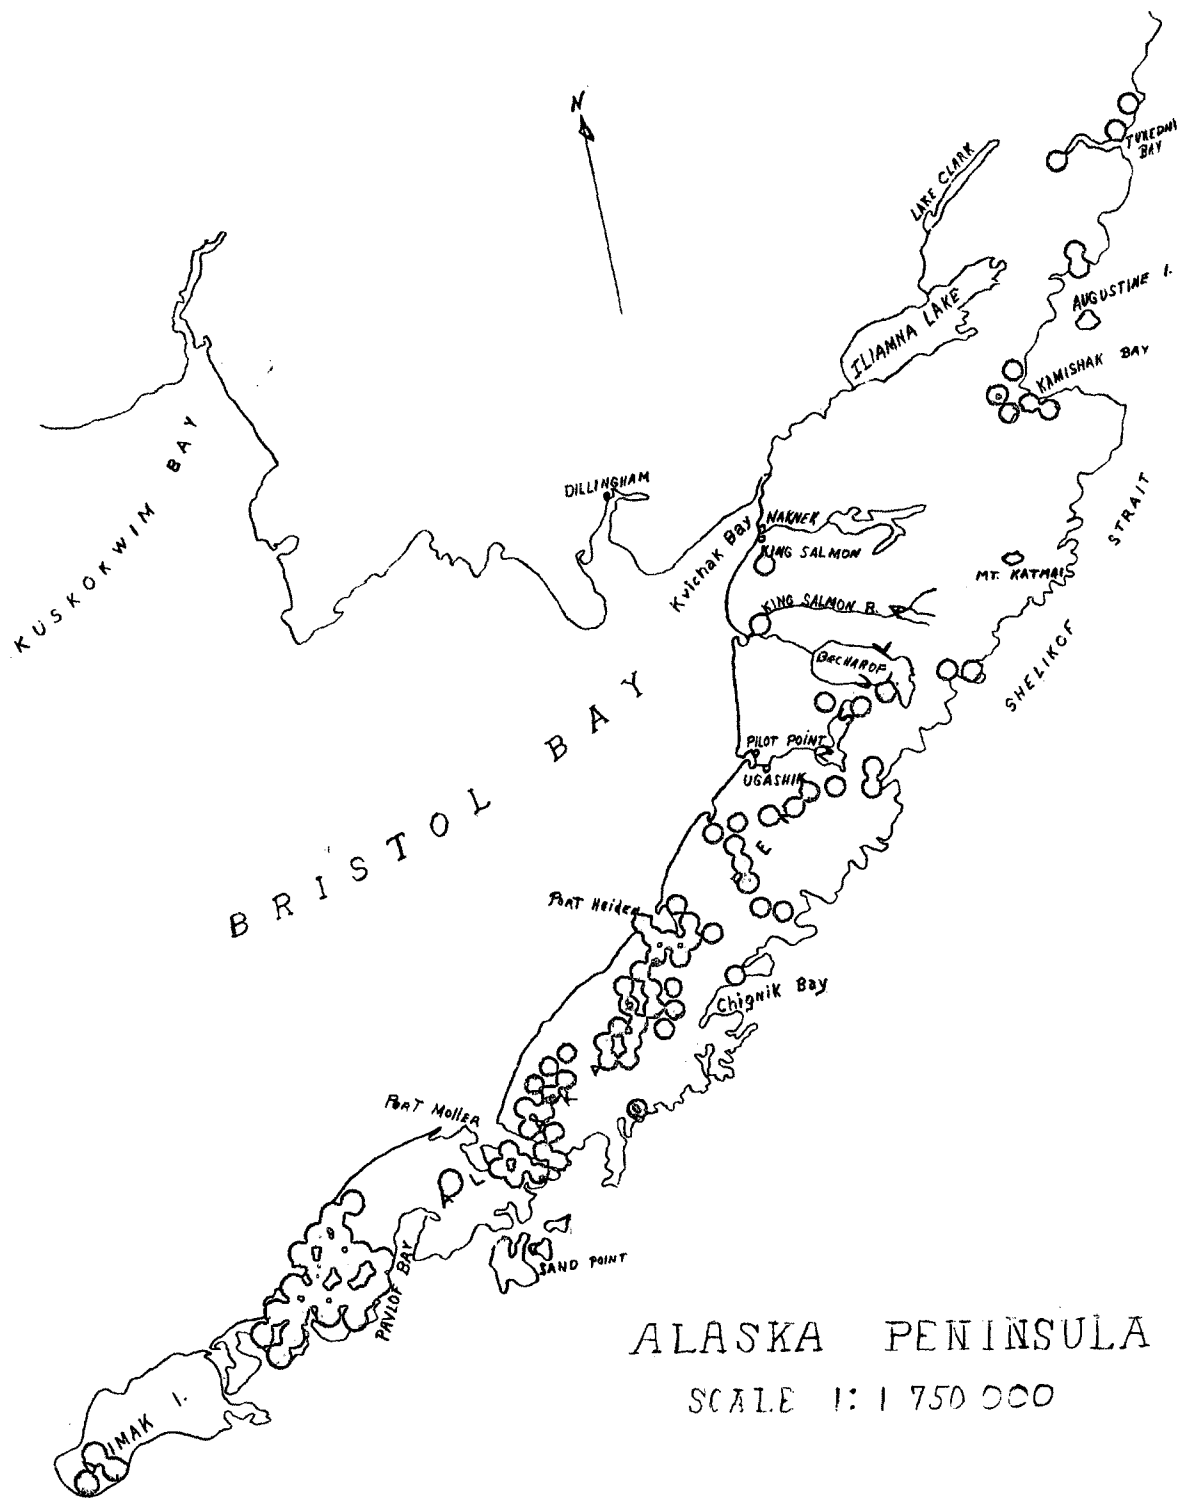 N
TUXEDNI
BAY
LAKE CLARK
AUGUSTINE I.
ILIAMNA LAKE
KAMISHAK BAY
KUSKOKWIM BAY
DILLINGHAM
STRAIT
NAKNEK
Kvichak Bay
KING SALMON
MT. KATMAI
KING SALMON R.
SHELIKOF
BECHAROF
BRISTOL BAY
PILOT POINT
UGASHIK
E
Port Heiden
Chignik Bay
PORT MOLLER
A L
SAND POINT
PAVLOF BAY
ALASKA PENINSULA
SCALE 1:1 750 000
IMAK I.